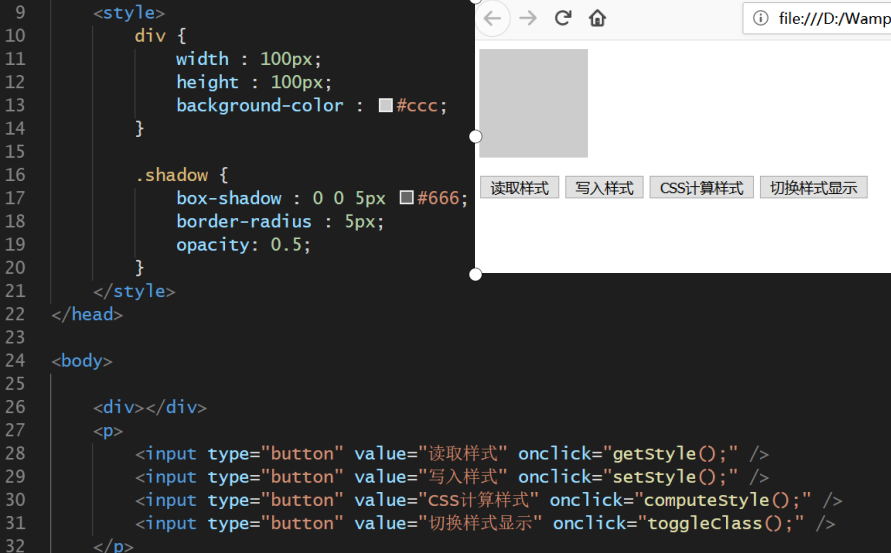 9 <style>
10 div {
11 width : 100px;
12 height : 100px;
13 background-color : #ccc;
14 }
15
16 .shadow {
17 box-shadow : 0 0 5px #666;
18 border-radius : 5px;
19 opacity: 0.5;
20 }
21 </style>
22 </head>
23
24 <body>
25
26 <div></div>
27 <p>
28 <input type="button" value="读取样式" onclick="getStyle();" />
29 <input type="button" value="写入样式" onclick="setStyle();" />
30 <input type="button" value="CSS计算样式" onclick="computeStyle();" />
31 <input type="button" value="切换样式显示" onclick="toggleClass();" />
32 </p>
file:///D:/Wamp
读取样式 写入样式 CSS计算样式 切换样式显示